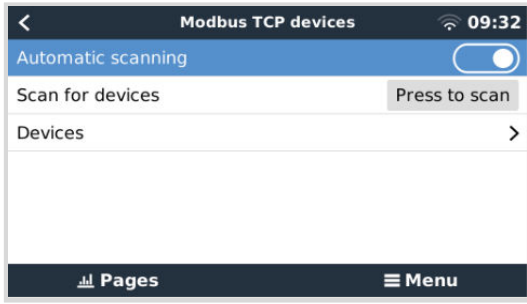 Modbus TCP devices 09:32
Automatic scanning
Scan for devices Press to scan
Devices
Pages Menu